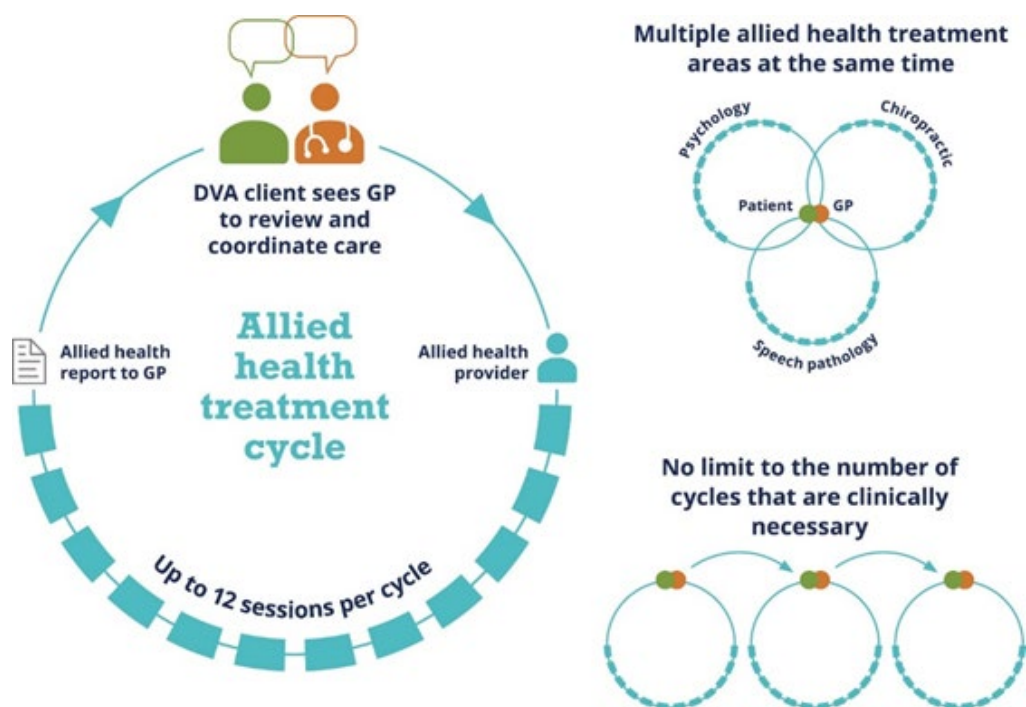 DVA client sees GP
to review and
coordinate care
Allied health
report to GP
Allied
health
treatment
cycle
Allied health
provider
Up to 12 sessions per cycle
Multiple allied health treatment
areas at the same time
Psychology
Chiropractic
Patient
GP
Speech pathology
No limit to the number of
cycles that are clinically
necessary